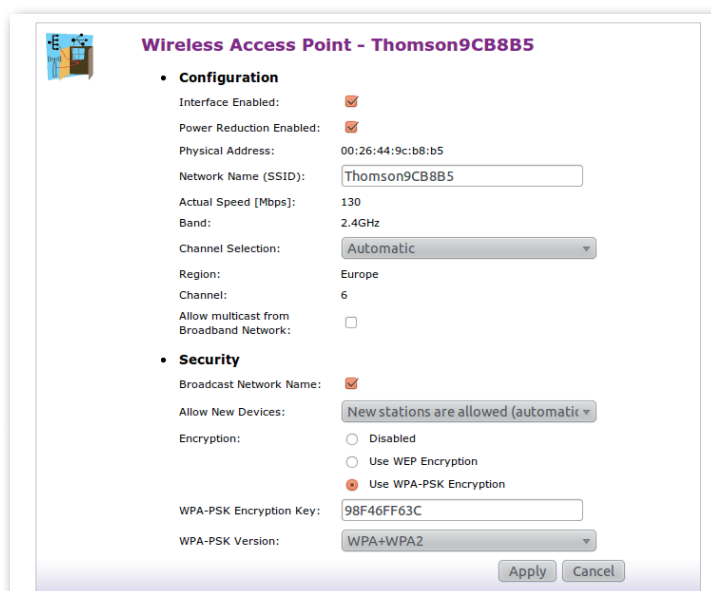 Wireless Access Point - Thomson9CB8B5
Configuration
Interface Enabled:
Power Reduction Enabled:
Physical Address: 00:26:44:9c:b8:b5
Network Name (SSID): Thomson9CB8B5
Actual Speed [Mbps]: 130
Band: 2.4GHz
Channel Selection: Automatic
Region: Europe
Channel: 6
Allow multicast from
Broadband Network:
Security
Broadcast Network Name:
Allow New Devices: New stations are allowed (automatic
Encryption: Disabled
Use WEP Encryption
Use WPA-PSK Encryption
WPA-PSK Encryption Key: 98F46FF63C
WPA-PSK Version: WPA+WPA2
Apply Cancel